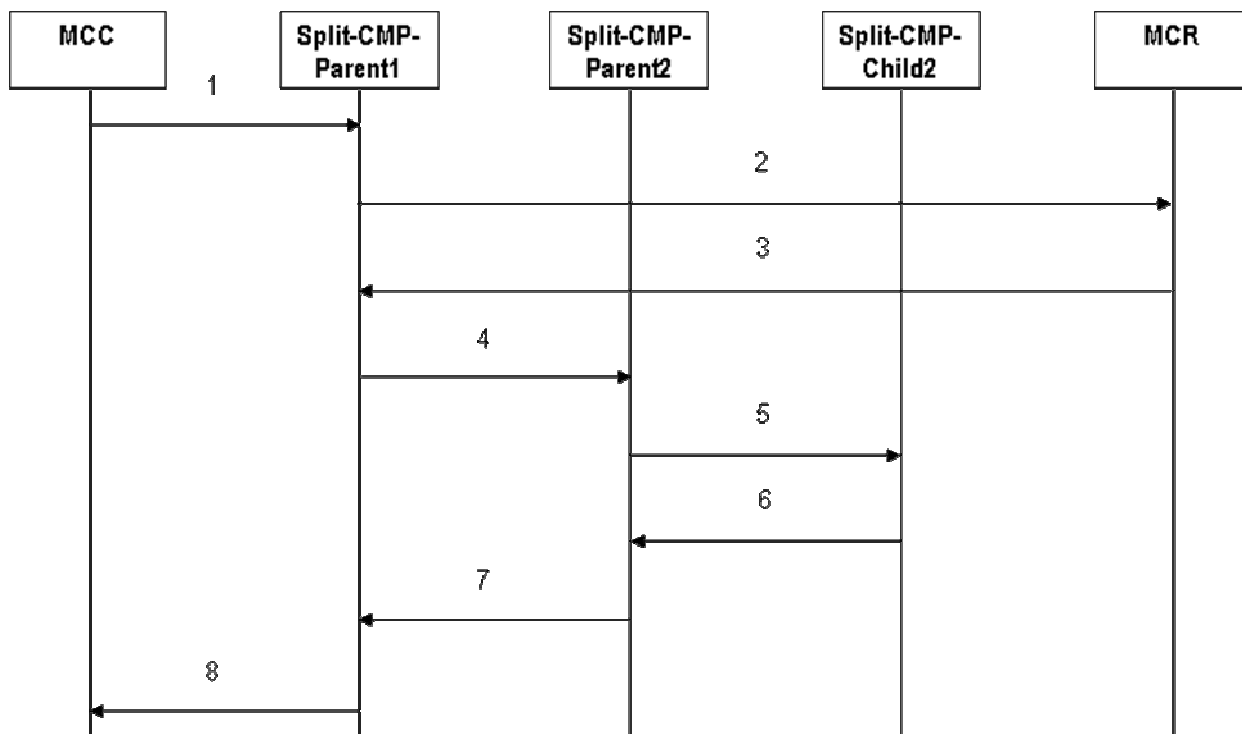 MCC
Split-CMP-
Parent1
Split-CMP-
Parent2
Split-CMP-
Child2
MCR
1
2
3
4
5
6
7
8